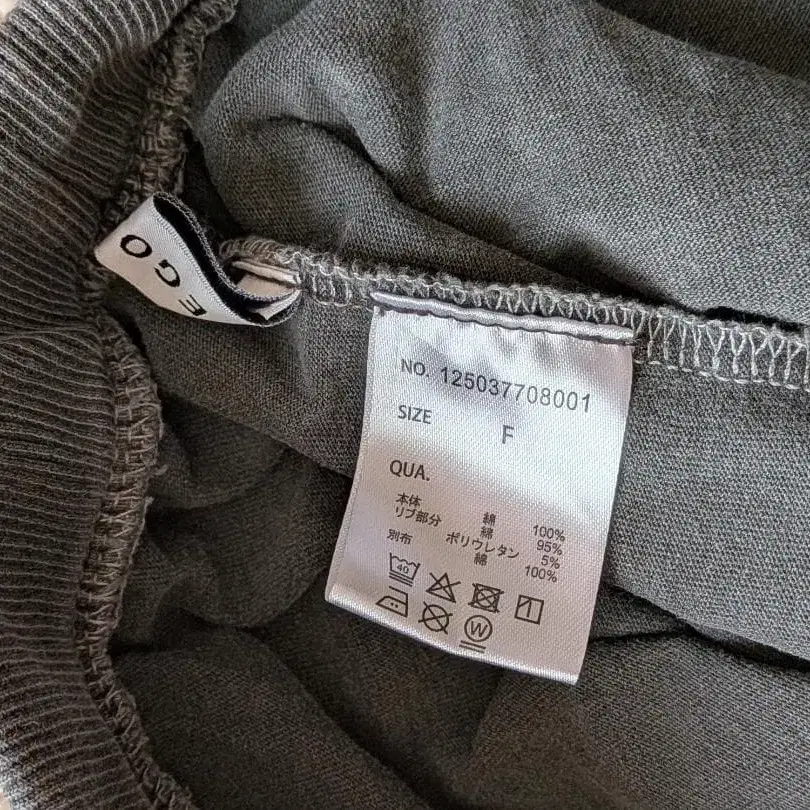 EGO
NO. 125037708001
SIZE F
QUA.
本体 綿 100%
リブ部分 綿 95%
ポリウレタン 5%
別布 綿 100%
40
W